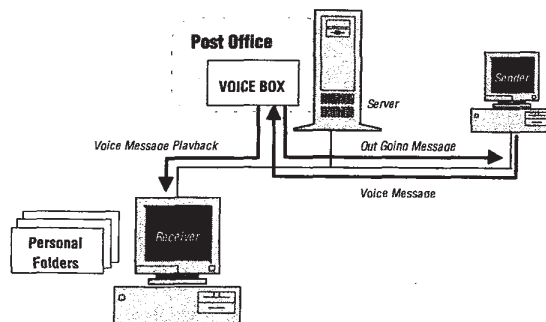 Post Office
VOICE BOX
Server
Sender
Voice Message Playback
Out Going Message
Voice Message
Receiver
Personal
Folders